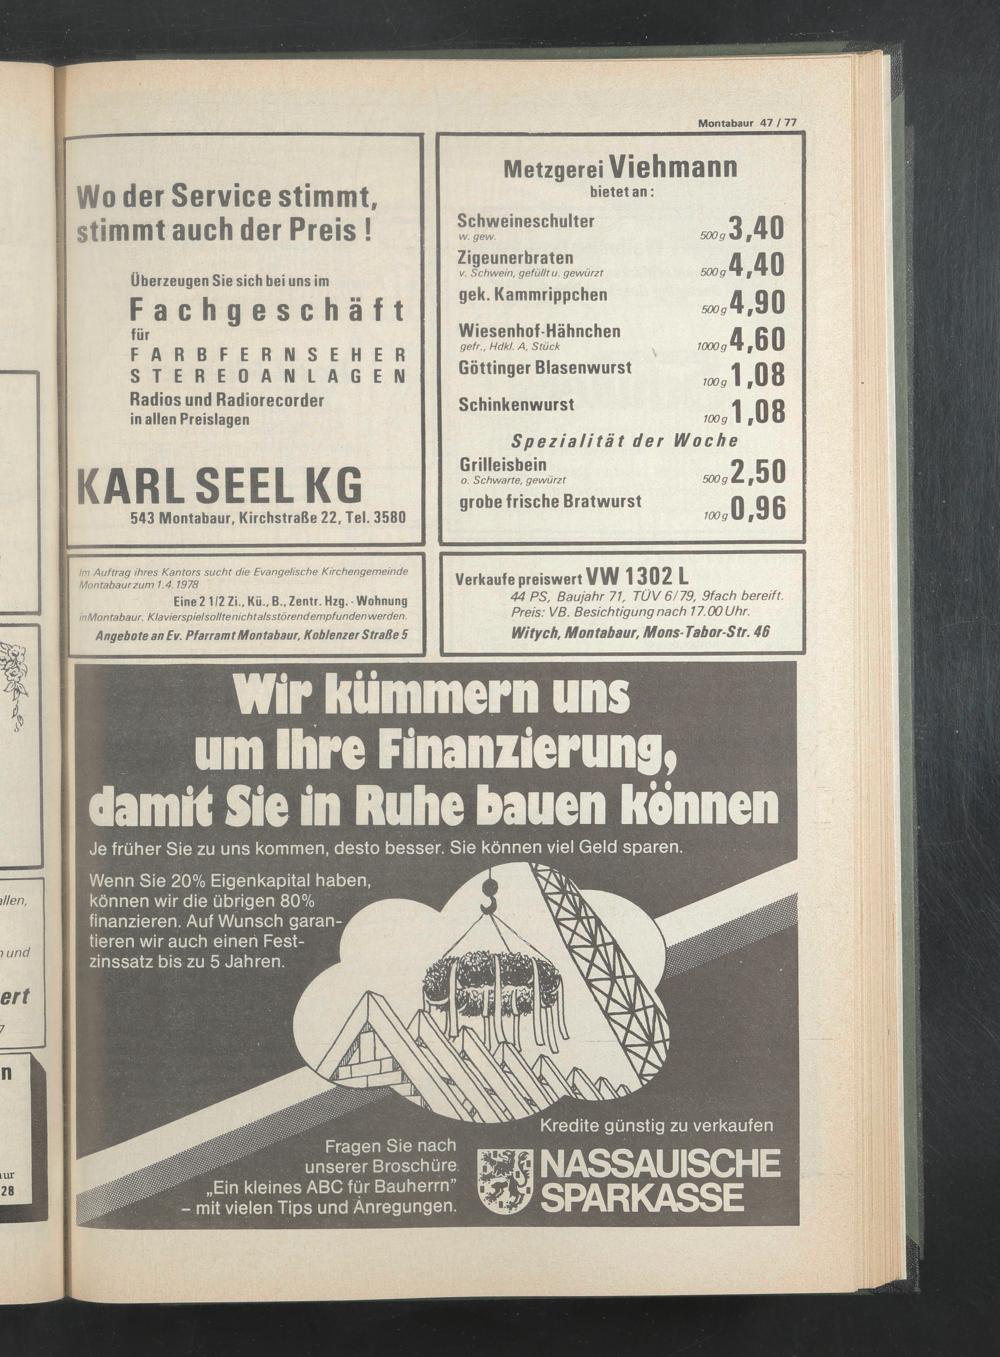 Montabaur 47 / 77
Wo der Service stimmt,
stimmt auch der Preis !
Überzeugen Sie sich bei uns im
Fachgeschäft
für
FARBFERNSEHER
STEREOANLAGEN
Radios und Radiorecorder
in allen Preislagen
KARL SEEL KG
543 Montabaur, Kirchstraße 22, Tel. 3580
Metzgerei Viehmann
bietet an :
Schweineschulter
w. gew. 500 g 3,40
Zigeunerbraten
v. Schwein, gefüllt u. gewürzt 500 g 4,40
gek. Kammrippchen
500 g 4,90
Wiesenhof-Hähnchen
gefr., Hdkl. A, Stück 1000 g 4,60
Göttinger Blasenwurst
100 g 1,08
Schinkenwurst
100 g 1,08
Spezialität der Woche
Grilleisbein
o. Schwarte, gewürzt 500 g 2,50
grobe frische Bratwurst
100 g 0,96
Im Auftrag ihres Kantors sucht die Evangelische Kirchengemeinde
Montabaur zum 1.4.1978
Eine 2 1/2 Zi., Kü., B., Zentr. Hzg. - Wohnung
in Montabaur. Klavierspiel sollte nicht als störend empfunden werden.
Angebote an Ev. Pfarramt Montabaur, Koblenzer Straße 5
Verkaufe preiswert VW 1302 L
44 PS, Baujahr 71, TÜV 6/79, 9fach bereift.
Preis: VB. Besichtigung nach 17.00 Uhr.
Witych, Montabaur, Mons-Tabor-Str. 46
Wir kümmern uns
um Ihre Finanzierung,
damit Sie in Ruhe bauen können
Je früher Sie zu uns kommen, desto besser. Sie können viel Geld sparen.
Wenn Sie 20% Eigenkapital haben,
können wir die übrigen 80%
finanzieren. Auf Wunsch garan-
tieren wir auch einen Fest-
zinssatz bis zu 5 Jahren.
Kredite günstig zu verkaufen
Fragen Sie nach
unserer Broschüre
„Ein kleines ABC für Bauherrn"
– mit vielen Tips und Anregungen.
NASSAUISCHE
SPARKASSE
und
ert
28